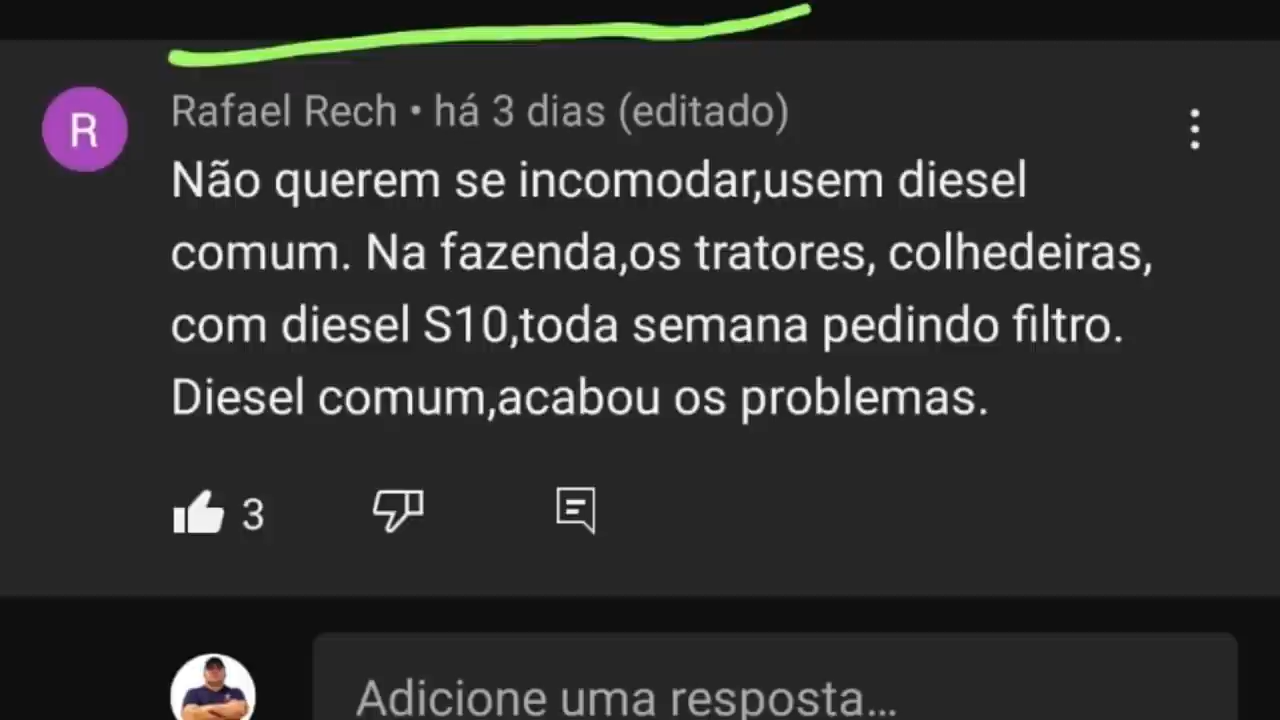 R
Rafael Rech • há 3 dias (editado)
Não querem se incomodar,usem diesel
comum. Na fazenda,os tratores, colhedeiras,
com diesel S10,toda semana pedindo filtro.
Diesel comum,acabou os problemas.
3
Adicione uma resposta...